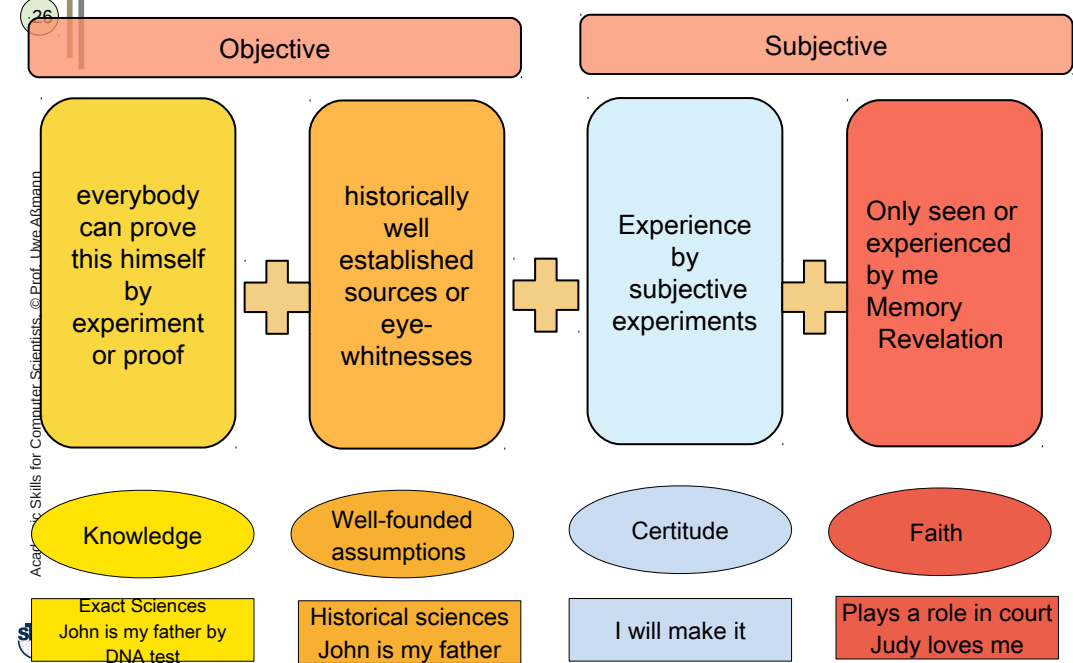 26
Objective
Subjective
everybody
can prove
this himself
by
experiment
or proof
historically
well
established
sources or
eye-
whitnesses
Experience
by
subjective
experiments
Only seen or
experienced
by me
Memory
Revelation
Knowledge
Well-founded
assumptions
Certitude
Faith
Exact Sciences
John is my father by
DNA test
Historical sciences
John is my father
I will make it
Plays a role in court
Judy loves me
Skills for Computer Scientists, © Prof. Uwe Aßmann